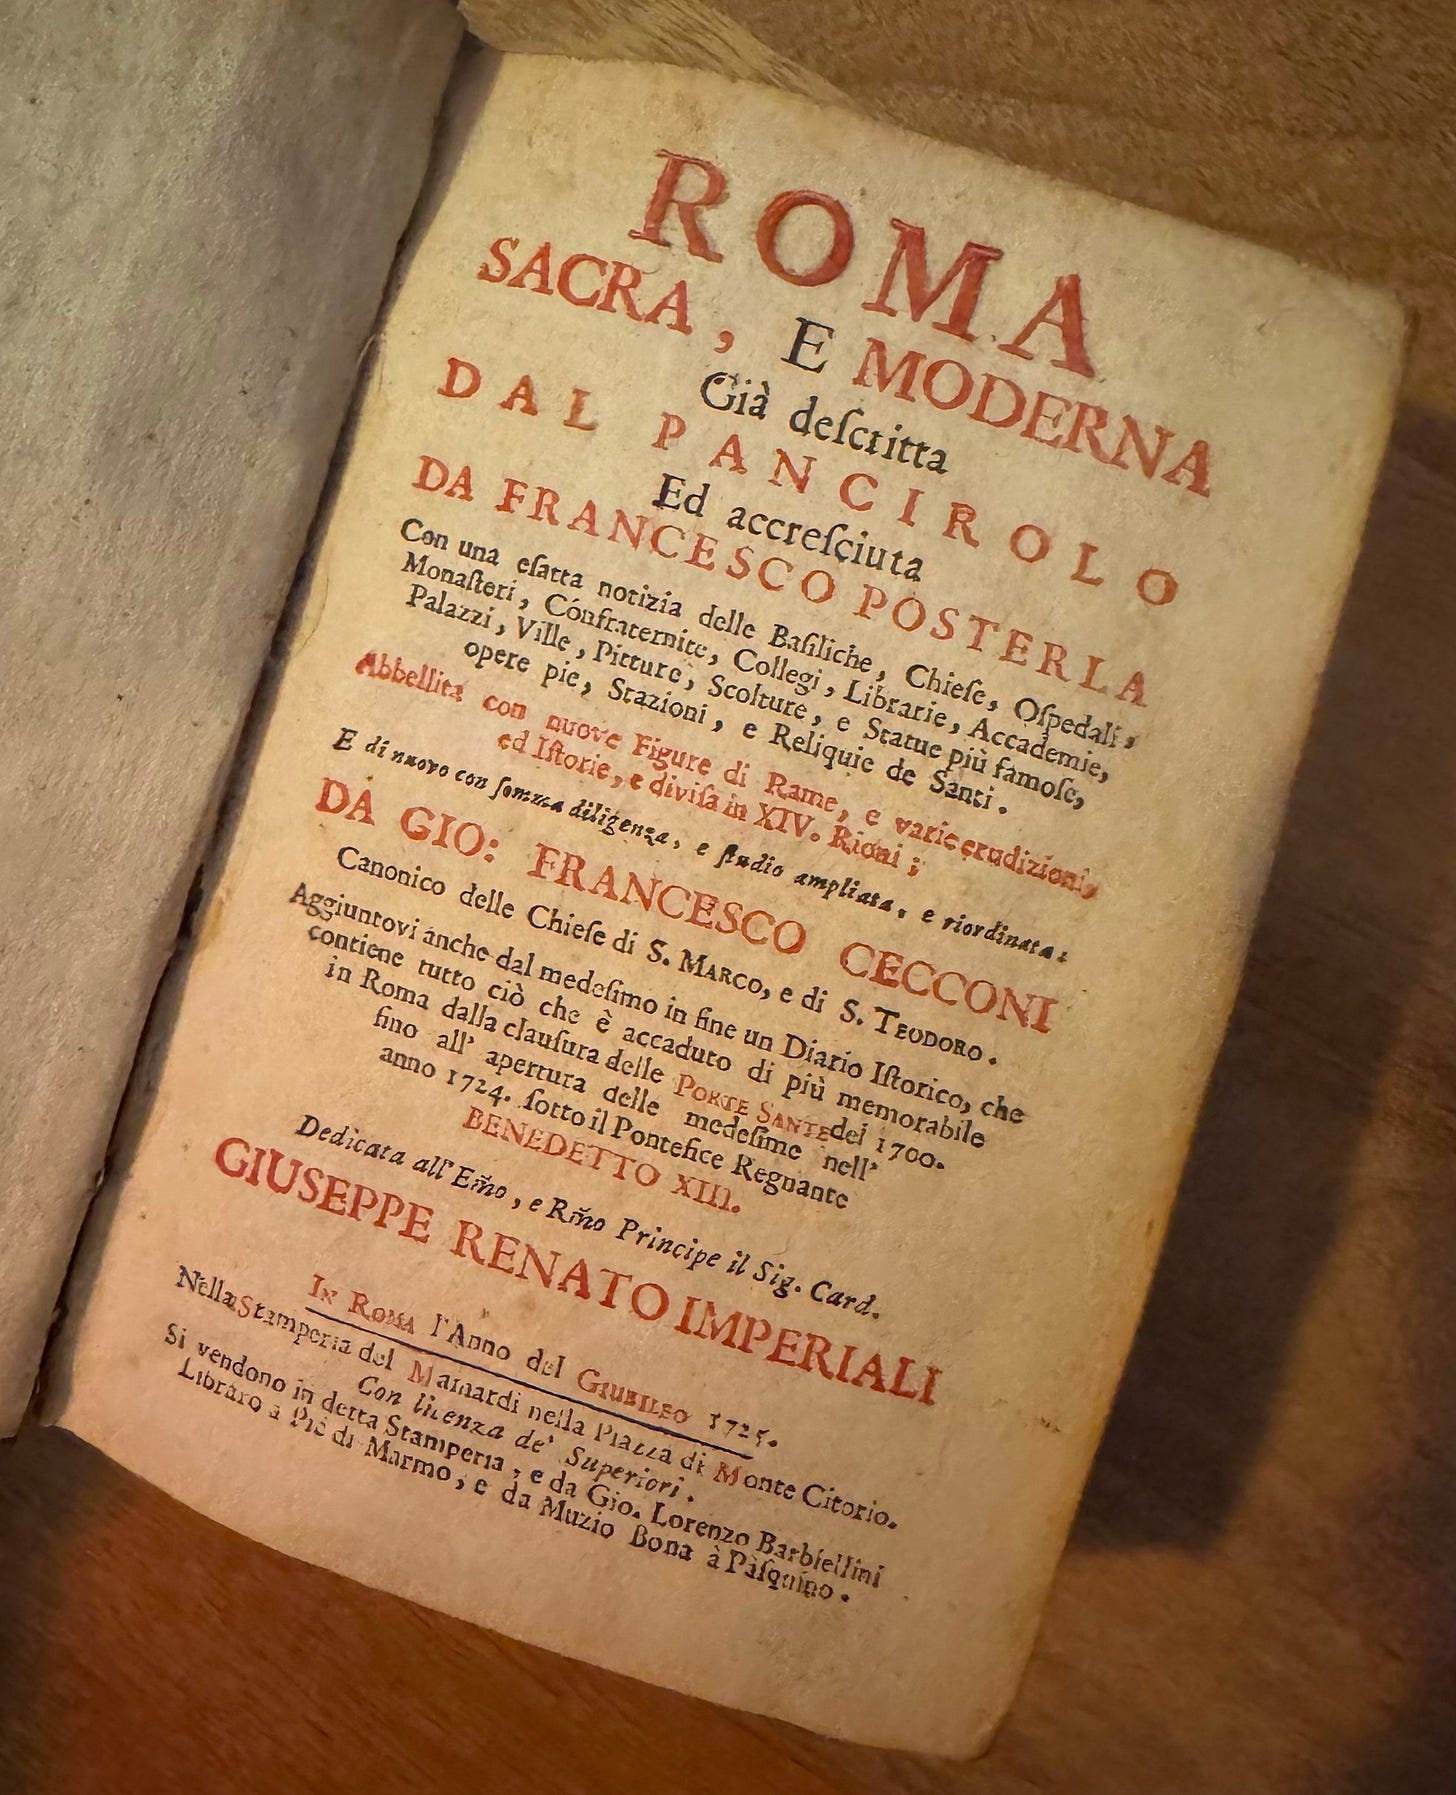 ROMA
SACRA, E MODERNA
Già deſcritta
DAL PANCIROLO
Ed accreſciuta
DA FRANCESCO POSTERLA
Con una eſatta notizia delle Baſiliche, Chieſe, Oſpedali,
Monaſteri, Cónfraternite, Collegi, Librarie, Accademie,
Palazzi, Ville, Pitture, Scolture, e Statue più famoſe,
opere pie, Stazioni, e Reliquie de Santi.
Abbellita con nuove Figure di Rame, e varie erudizioni,
ed Iſtorie, e diviſa in XIV. Rioni;
E di nuovo con ſomma diligenza, e ſtudio ampliata, e riordinata:
DA GIO: FRANCESCO CECCONI
Canonico delle Chieſe di S. MARCO, e di S. TEODORO.
Aggiuntovi anche dal medeſimo in fine un Diario Iſtorico, che
contiene tutto ciò che è accaduto di più memorabile
in Roma dalla clauſura delle PORTE SANTE del 1700.
fino all' apertura delle medeſime nell'
anno 1724. ſotto il Pontefice Regnante
BENEDETTO XIII.
Dedicata all' Em̃o, e Rm̃o Principe il Sig. Card.
GIUSEPPE RENATO IMPERIALI
IN ROMA l'Anno del GIUBILEO 1725.
Nella Stamperia del Mainardi nella Piazza di Monte Citorio.
Con licenza de' Superiori.
Si vendono in detta Stamperia, e da Gio. Lorenzo Barbiellini
Libraro a Piè di Marmo, e da Muzio Bona à Paſquino.